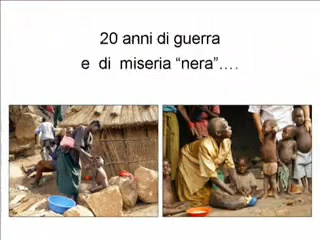 20 anni di guerra
e di miseria “nera”….